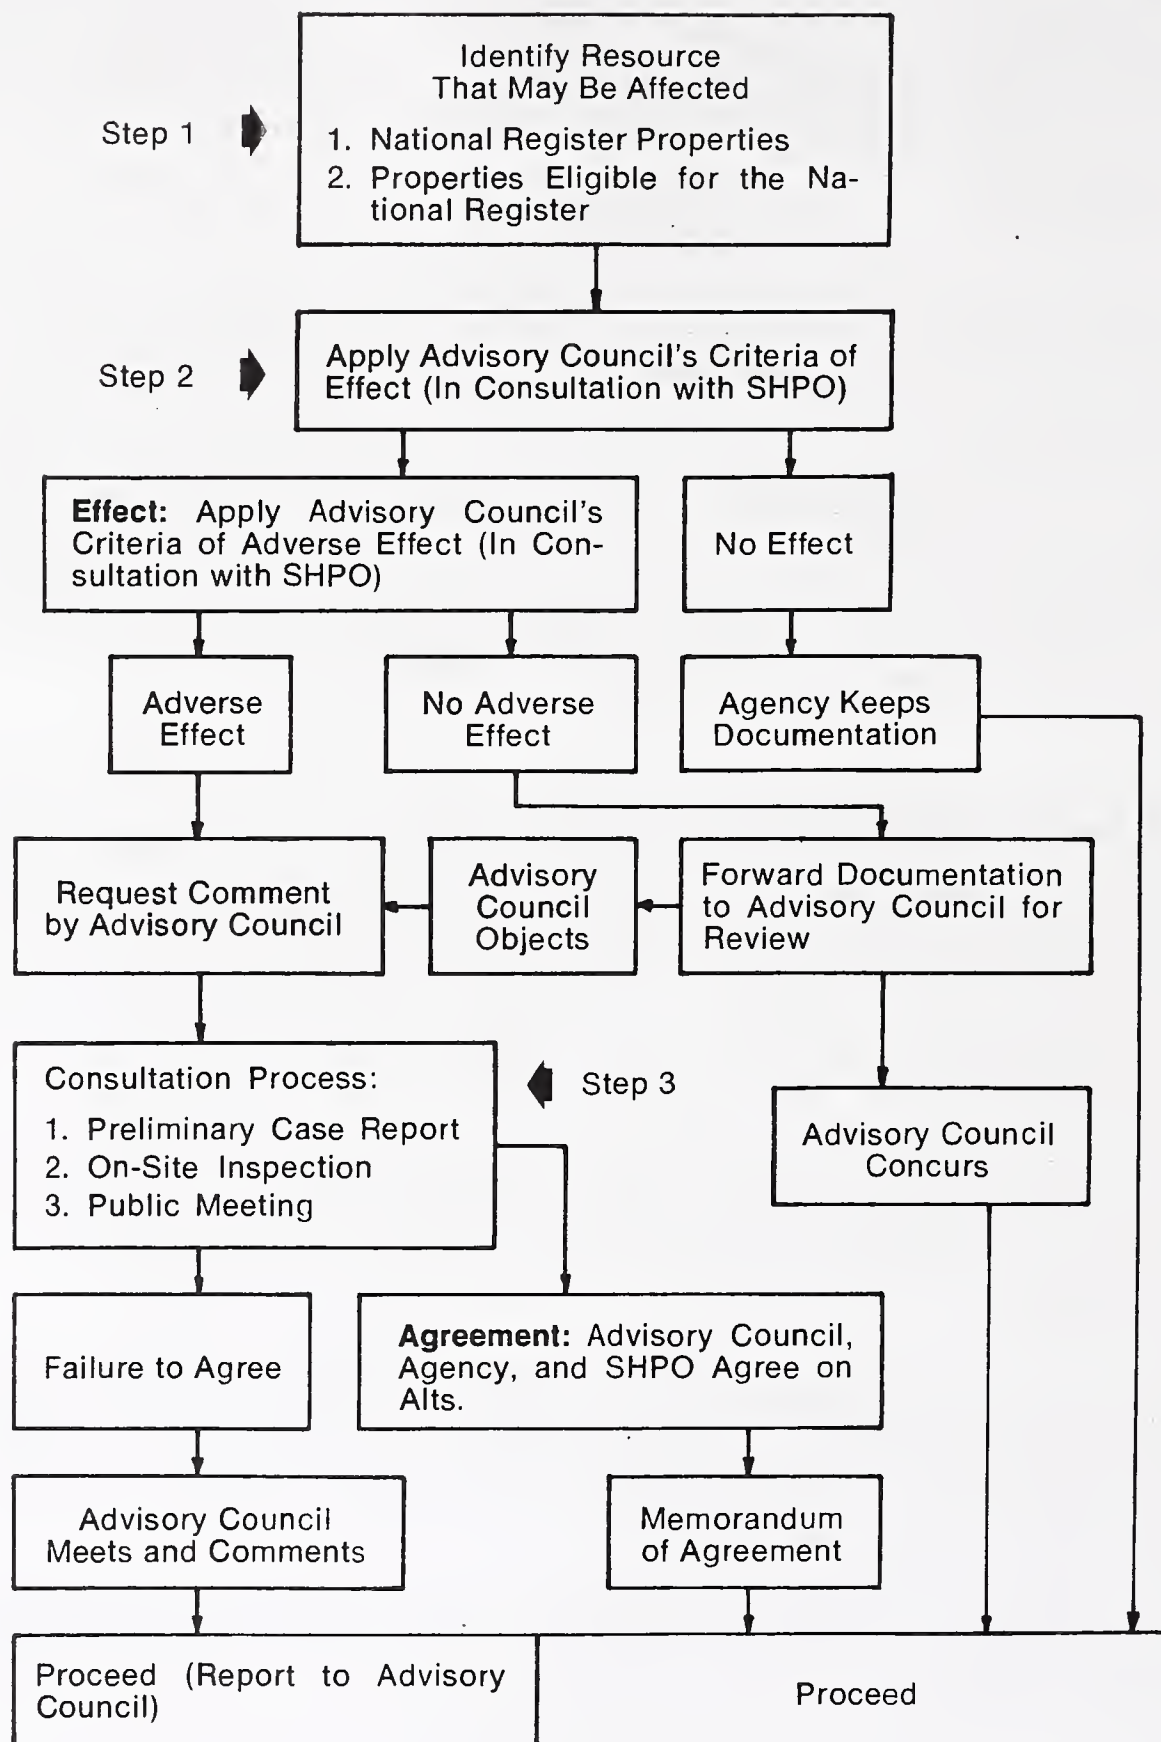 Identify Resource
That May Be Affected
1. National Register Properties
2. Properties Eligible for the Na-
tional Register
Step 1
Apply Advisory Council's Criteria of
Effect (In Consultation with SHPO)
Step 2
Effect: Apply Advisory Council's
Criteria of Adverse Effect (In Con-
sultation with SHPO)
No Effect
Adverse
Effect
No Adverse
Effect
Agency Keeps
Documentation
Request Comment
by Advisory Council
Advisory
Council
Objects
Forward Documentation
to Advisory Council for
Review
Consultation Process:
1. Preliminary Case Report
2. On-Site Inspection
3. Public Meeting
Step 3
Advisory Council
Concurs
Failure to Agree
Agreement: Advisory Council,
Agency, and SHPO Agree on
Alts.
Advisory Council
Meets and Comments
Memorandum
of Agreement
Proceed (Report to Advisory
Council)
Proceed